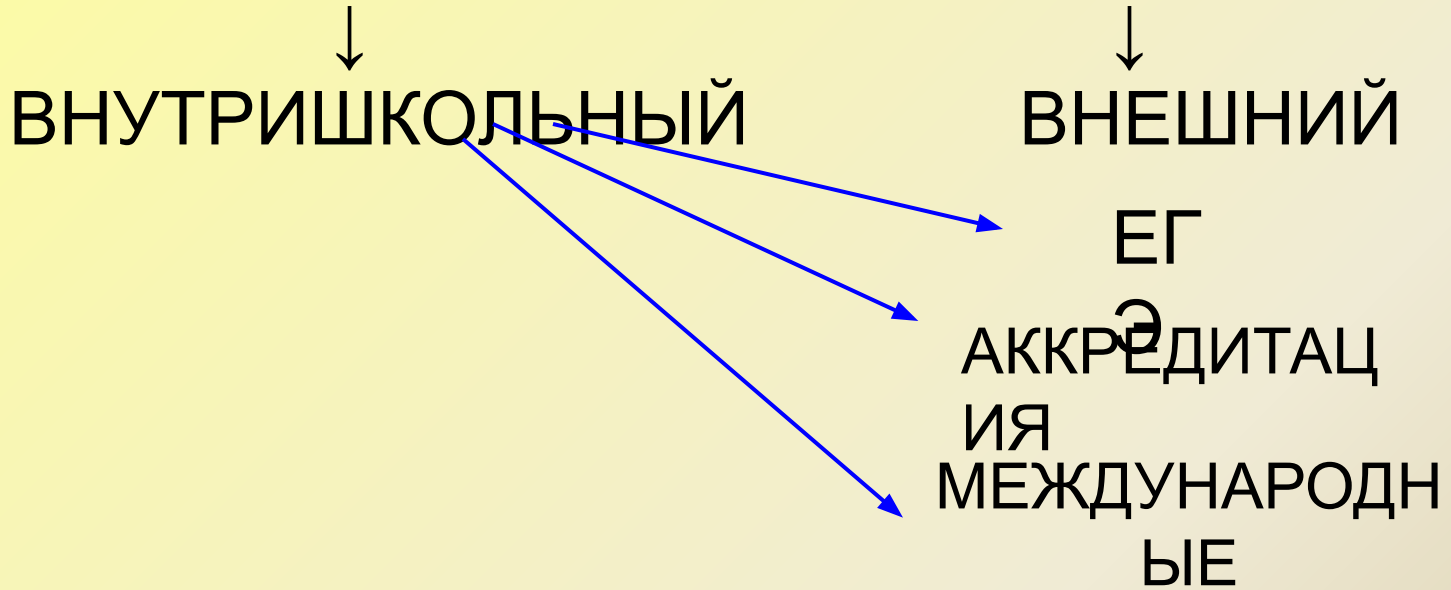 ↓ ↓
ВНУТРИШКОЛЬНЫЙ ВНЕШНИЙ
ЕГ
Э
АККРЕДИТАЦ
ИЯ
МЕЖДУНАРОДН
ЫЕ